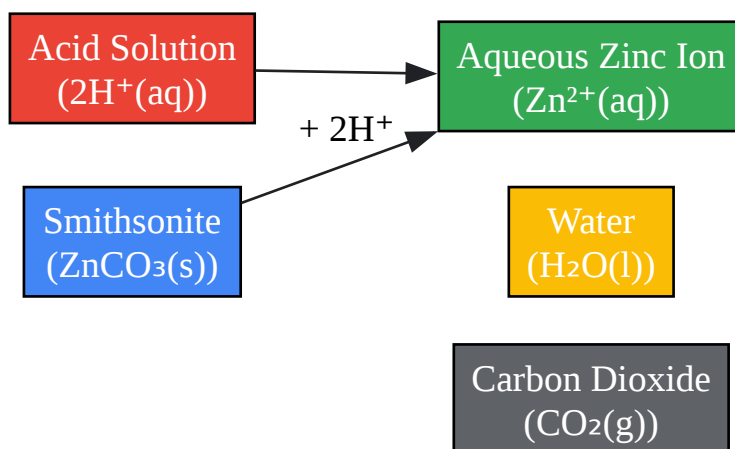 Acid Solution
(2H⁺(aq))
Aqueous Zinc Ion
(Zn²⁺(aq))
+ 2H⁺
Smithsonite
(ZnCO₃(s))
Water
(H₂O(l))
Carbon Dioxide
(CO₂(g))